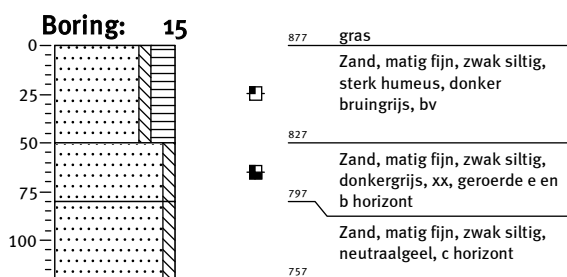 Boring: 15
0
25
50
75
100
877 gras
Zand, matig fijn, zwak siltig,
sterk humeus, donker
bruingrijs, bv
827
Zand, matig fijn, zwak siltig,
donkergrijs, xx, geroerde e en
b horizont
797
Zand, matig fijn, zwak siltig,
neutraalgeel, c horizont
757